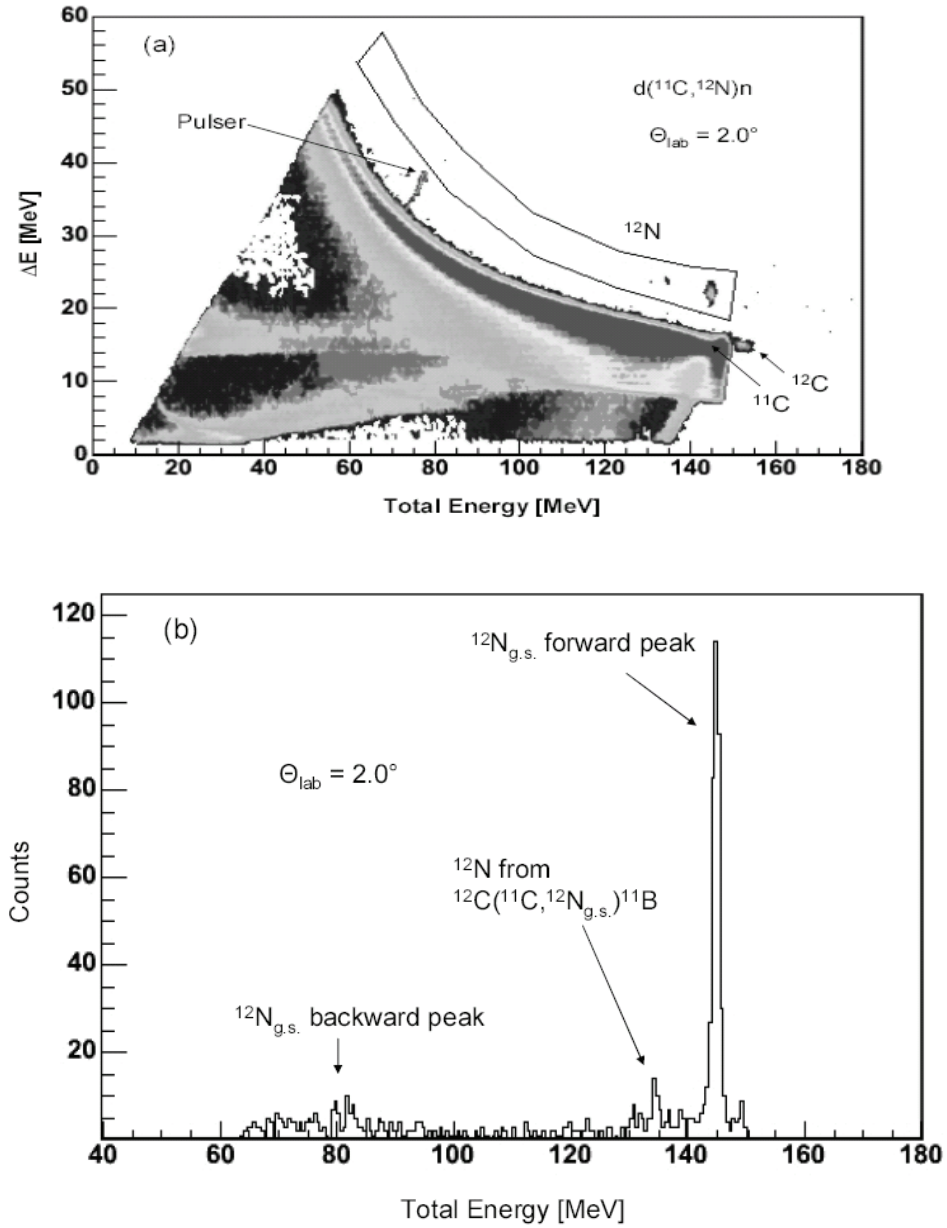 (a)
d(¹¹C,¹²N)n
Θlab = 2.0°
Pulser
¹²N
¹²C
¹¹C
ΔE [MeV]
60
50
40
30
20
10
0
0 20 40 60 80 100 120 140 160 180
Total Energy [MeV]
(b)
¹²Ng.s. forward peak
Θlab = 2.0°
¹²N from
¹²C(¹¹C,¹²Ng.s.)¹¹B
¹²Ng.s. backward peak
Counts
120
100
80
60
40
20
40 60 80 100 120 140 160 180
Total Energy [MeV]